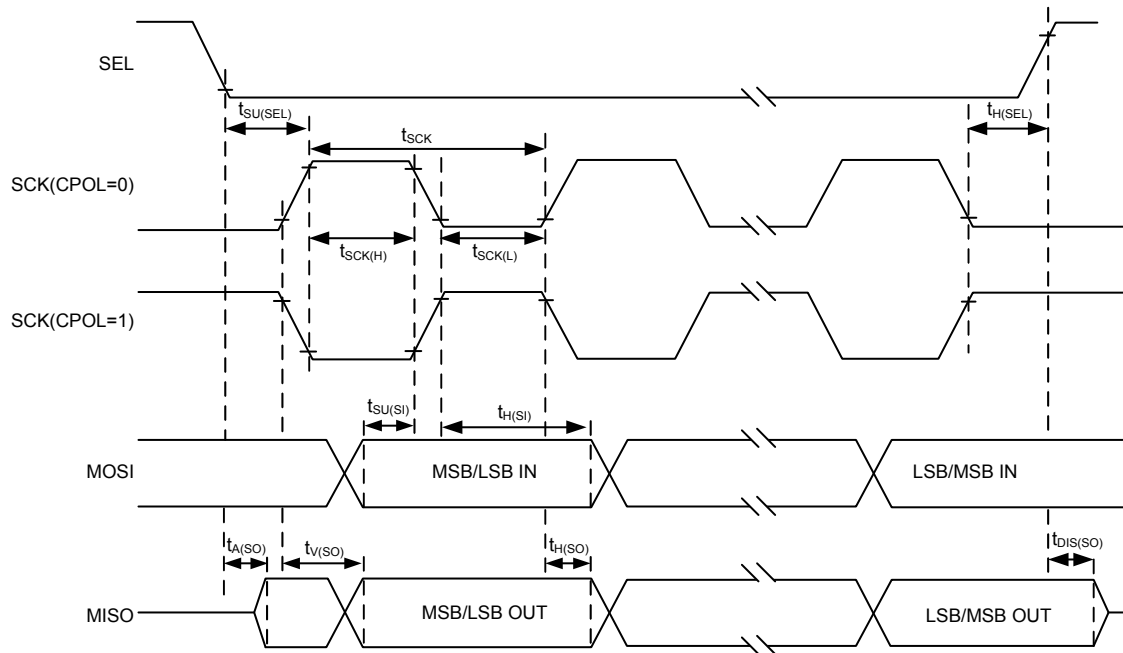 SEL
tSU(SEL)
tH(SEL)
tSCK
SCK(CPOL=0)
tSCK(H)
tSCK(L)
SCK(CPOL=1)
tSU(SI)
tH(SI)
MOSI
MSB/LSB IN
LSB/MSB IN
tA(SO)
tV(SO)
tH(SO)
tDIS(SO)
MISO
MSB/LSB OUT
LSB/MSB OUT